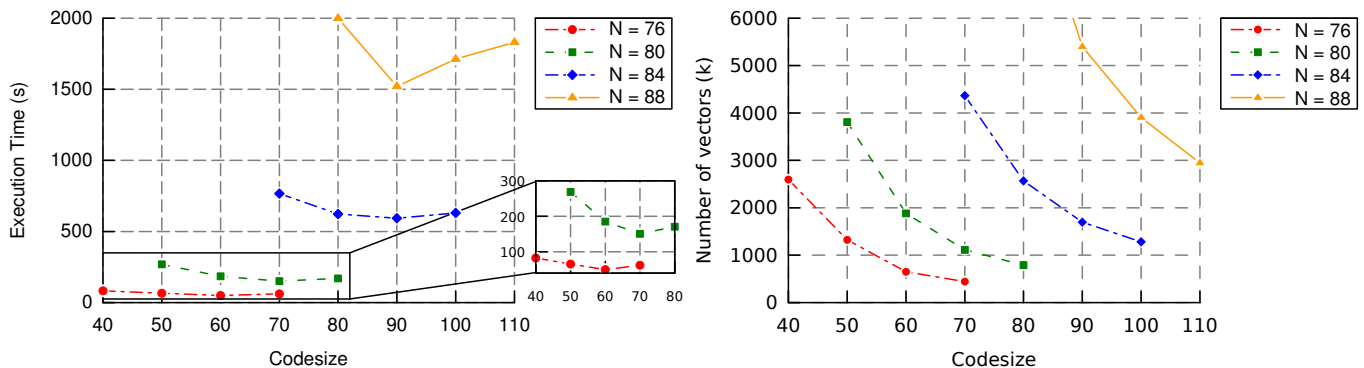 2000
1500
1000
500
0
40 50 60 70 80 90 100 110
Execution Time (s)
Codesize
N = 76
N = 80
N = 84
N = 88
300
200
100
40 50 60 70 80
6000
5000
4000
3000
2000
1000
0
40 50 60 70 80 90 100 110
Number of vectors (k)
Codesize
N = 76
N = 80
N = 84
N = 88